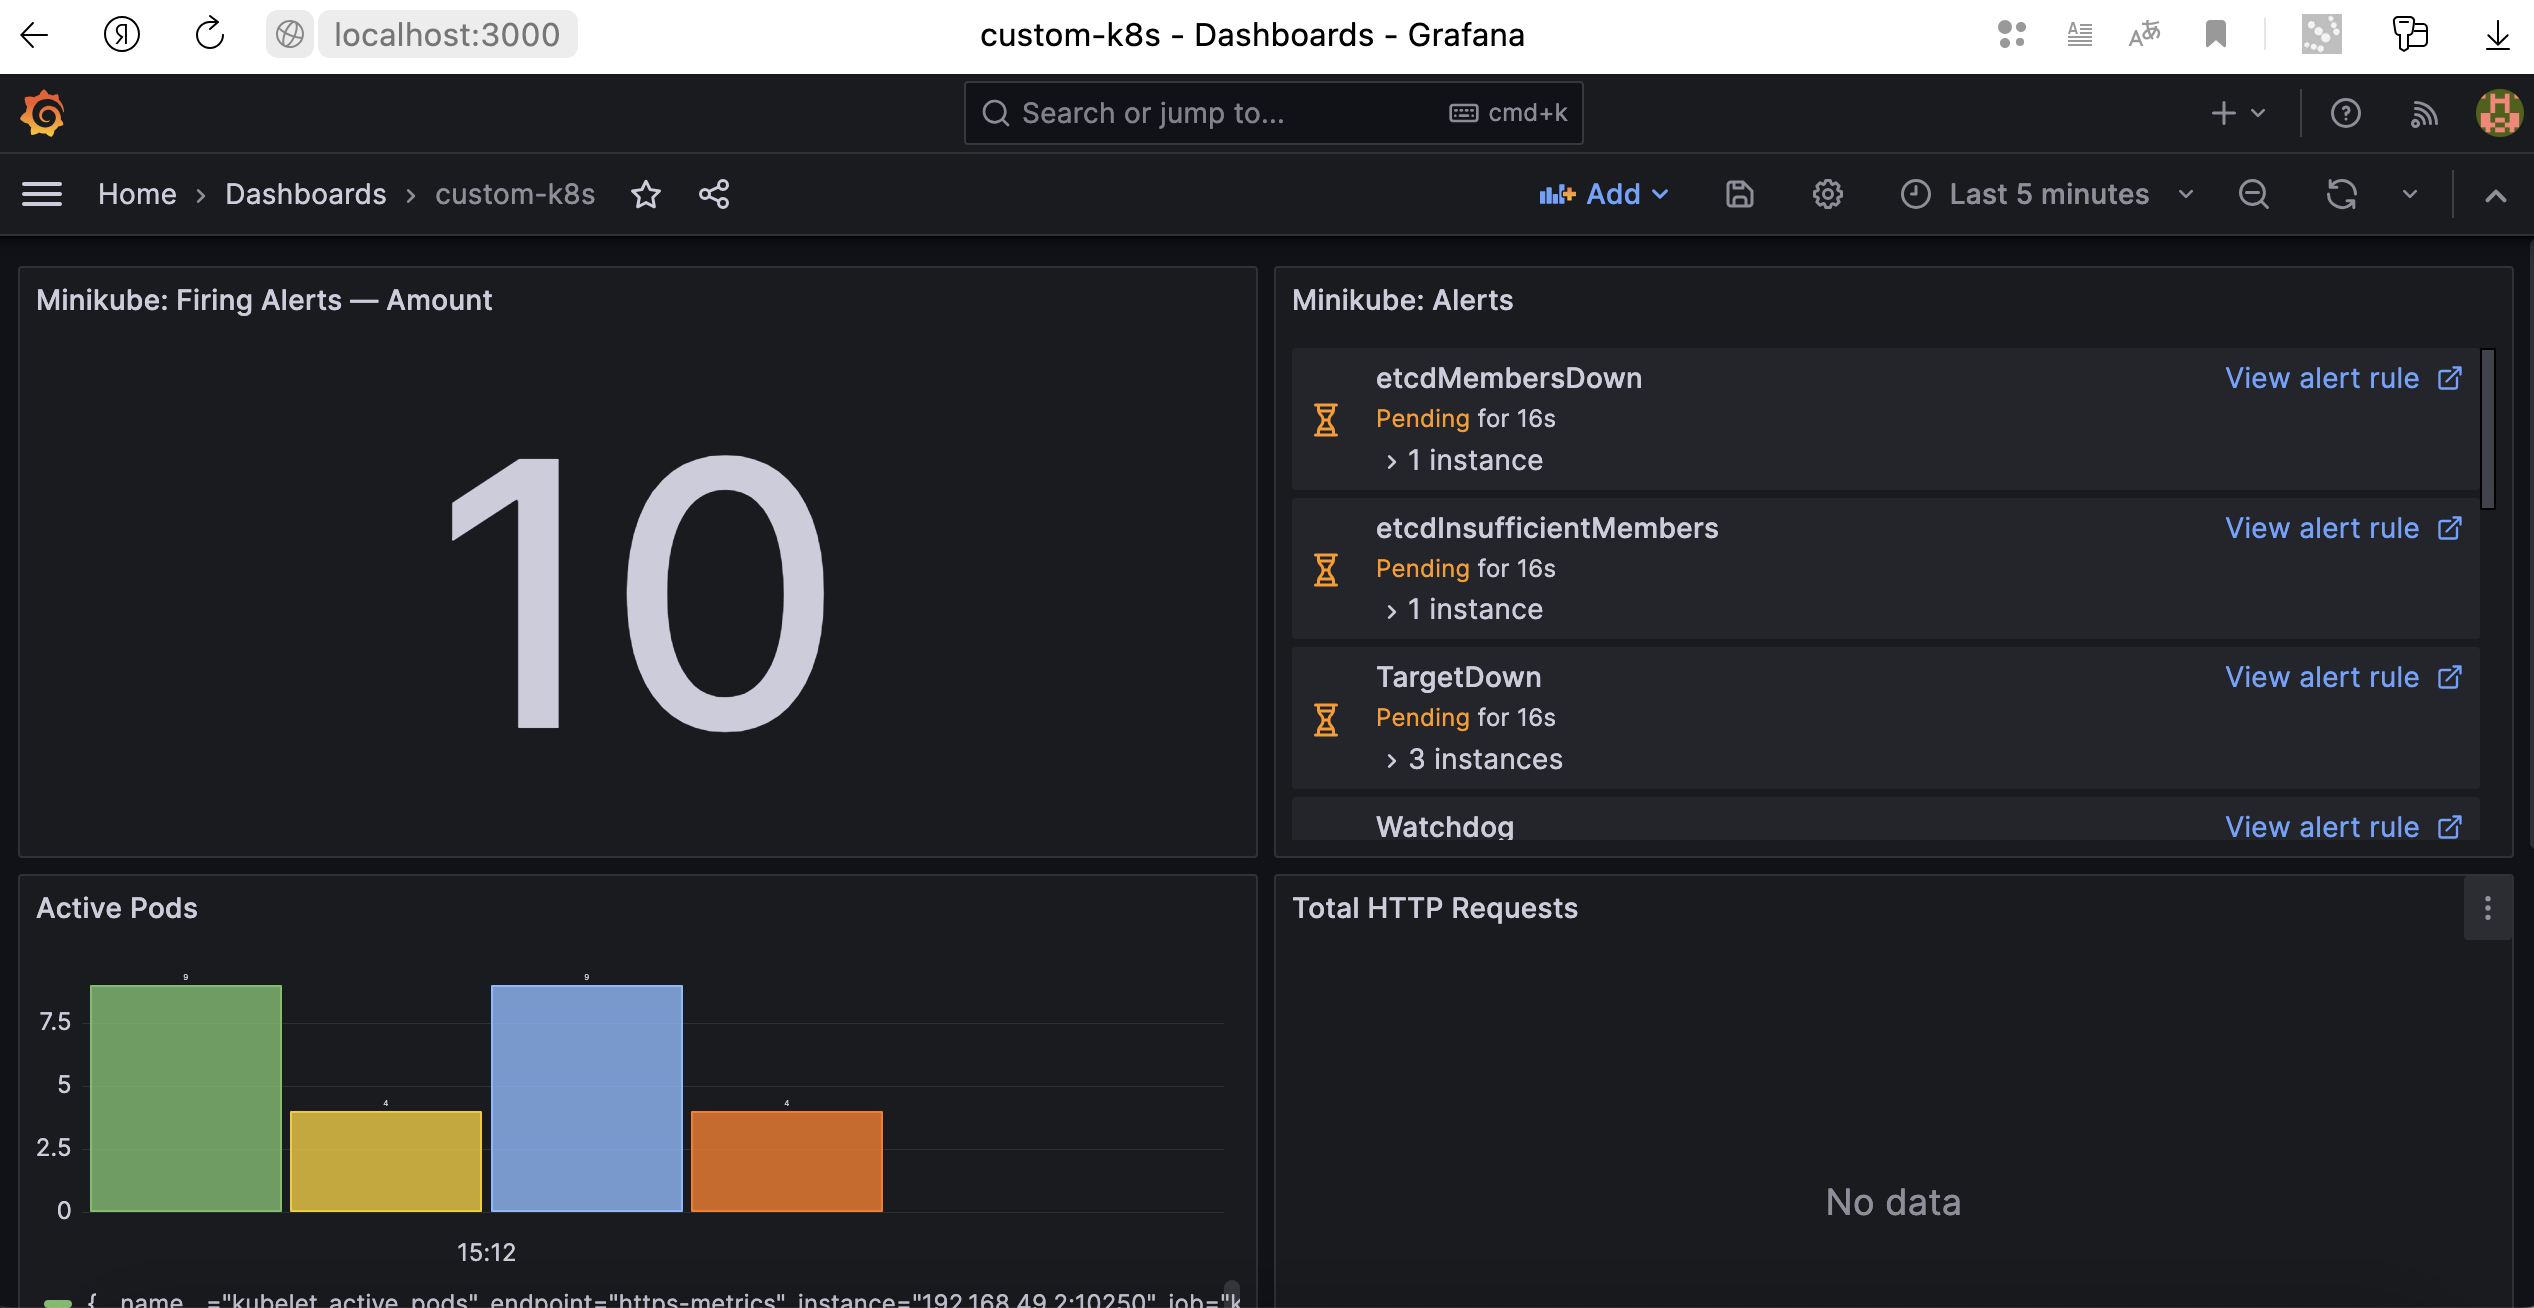 localhost:3000
custom-k8s - Dashboards - Grafana
Search or jump to...
cmd+k
Home › Dashboards › custom-k8s
Add
Last 5 minutes
Minikube: Firing Alerts — Amount
10
Minikube: Alerts
etcdMembersDown
View alert rule
Pending for 16s
1 instance
etcdInsufficientMembers
View alert rule
Pending for 16s
1 instance
TargetDown
View alert rule
Pending for 16s
3 instances
Watchdog
View alert rule
Active Pods
9
4
9
4
7.5
5
2.5
0
15:12
{__name__="kubelet_active_pods", endpoint="https-metrics", instance="192.168.49.2:10250", job="k
Total HTTP Requests
No data